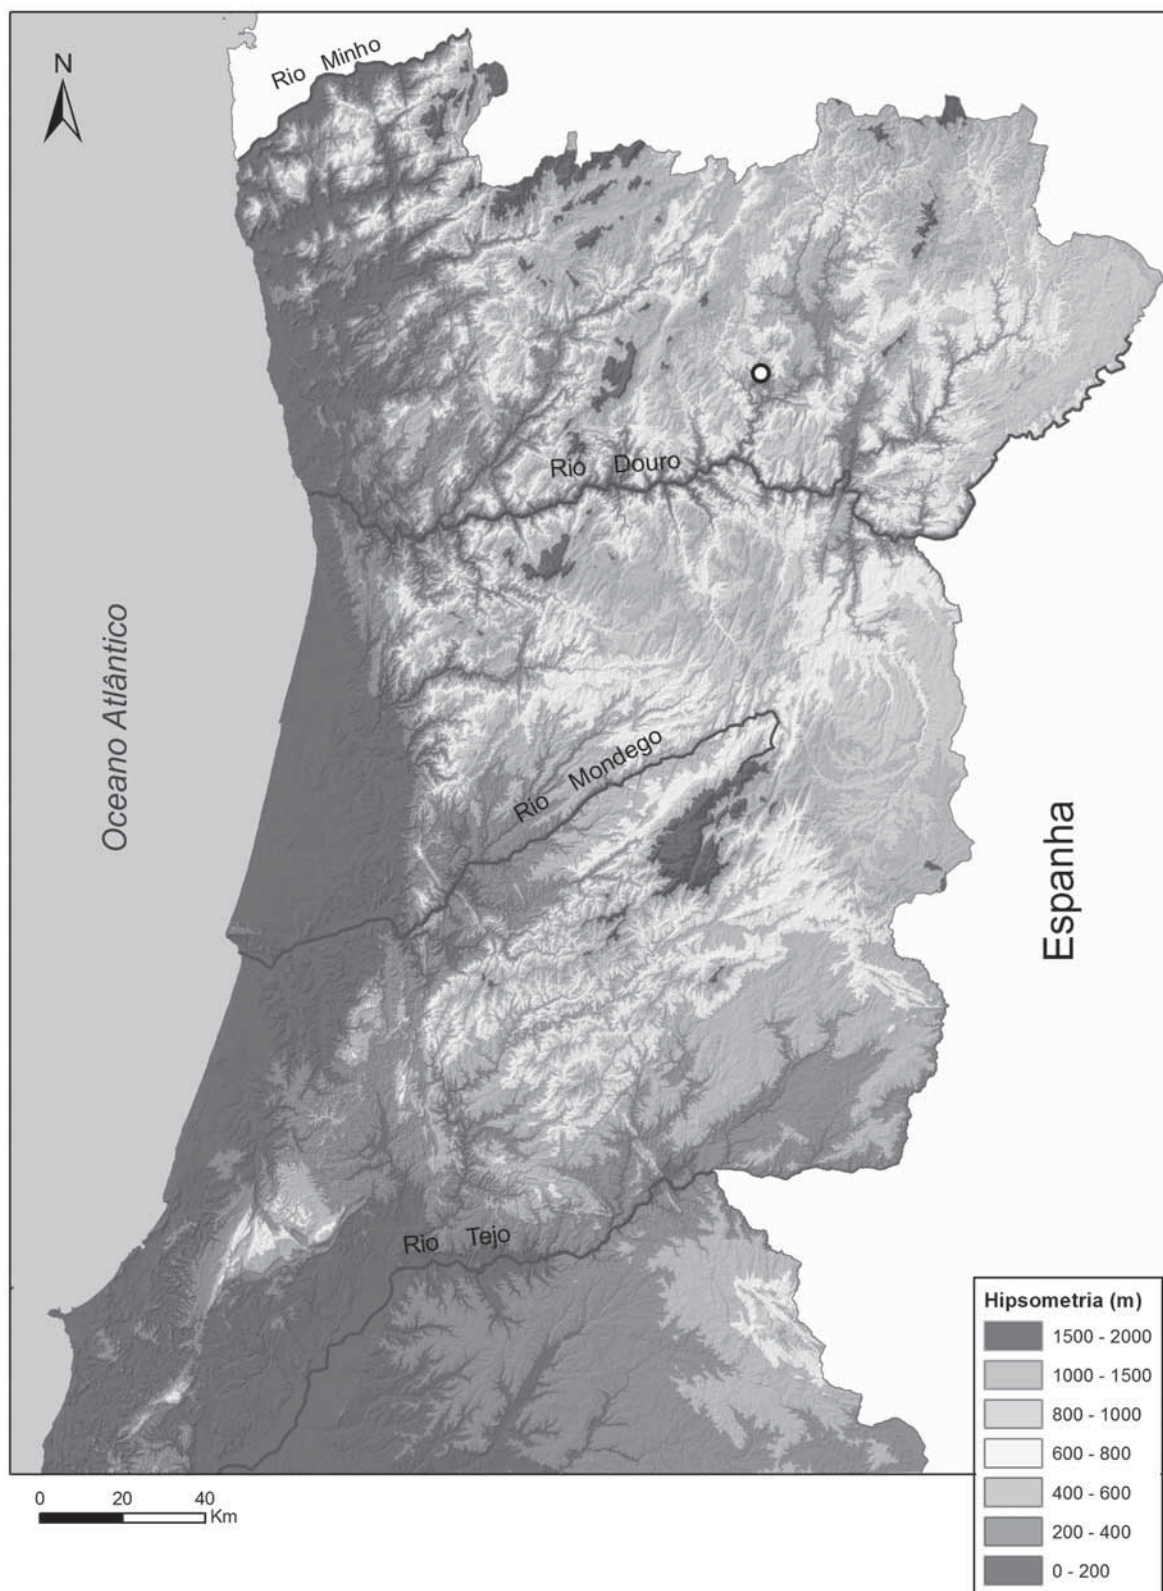 N
Rio Minho
Rio Douro
Oceano Atlântico
Rio Mondego
Espanha
Rio Tejo
Hipsometria (m)
1500 - 2000
1000 - 1500
800 - 1000
600 - 800
400 - 600
200 - 400
0 - 200
0 20 40
Km